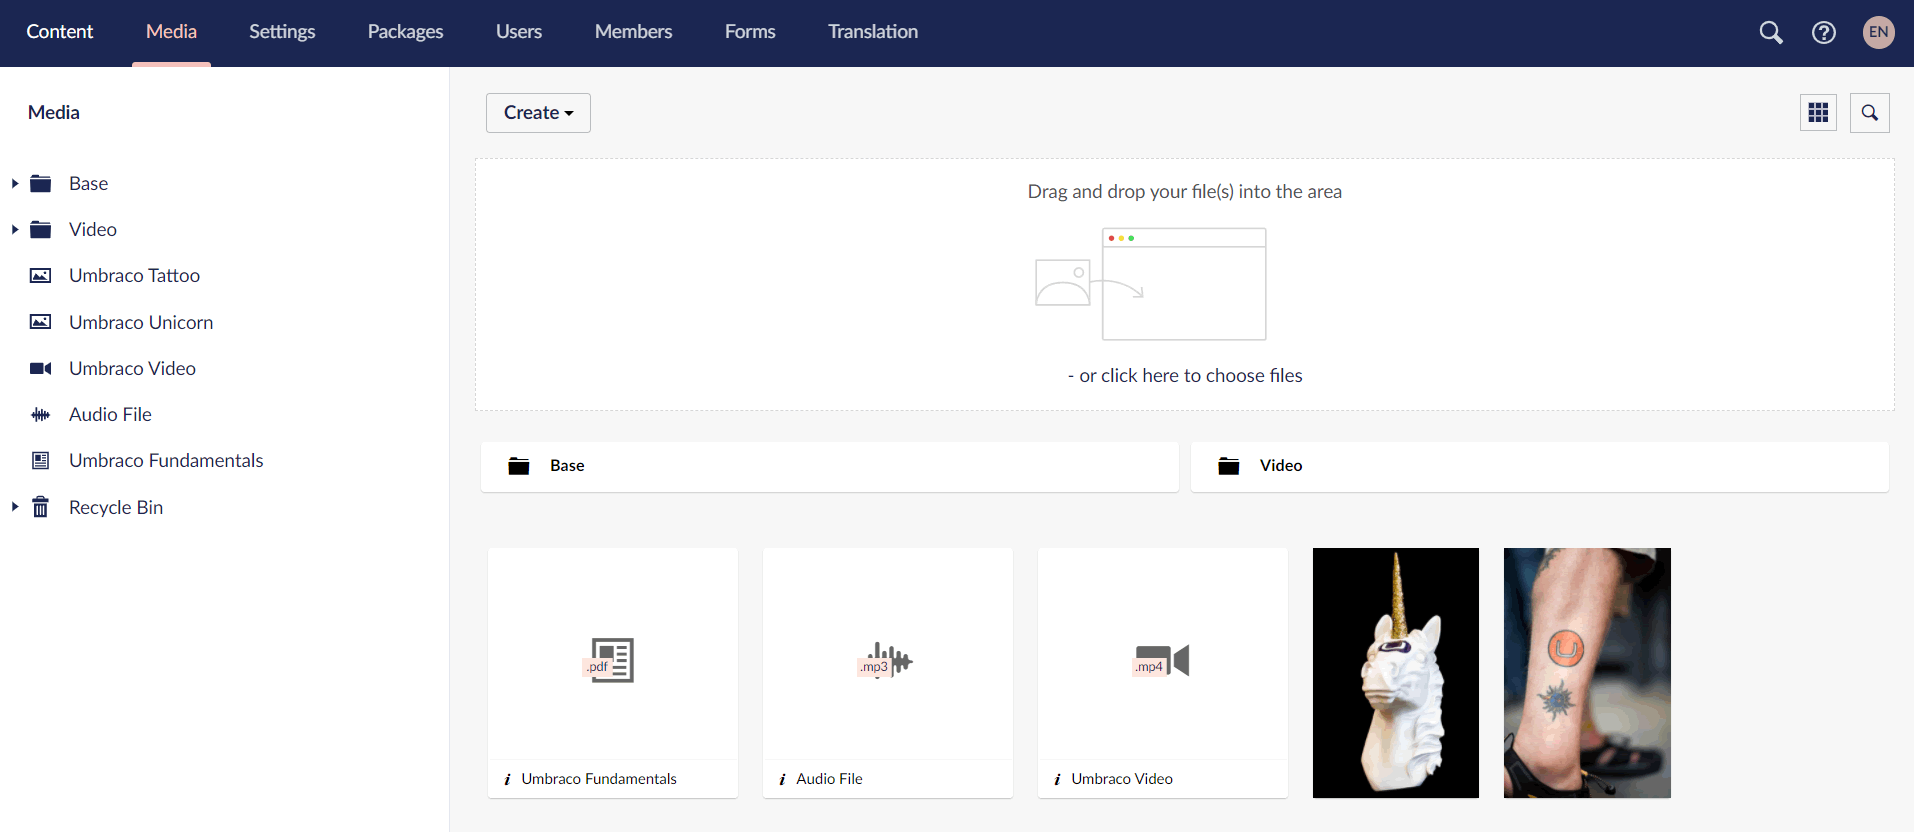 Content Media Settings Packages Users Members Forms Translation EN
Media
Base
Video
Umbraco Tattoo
Umbraco Unicorn
Umbraco Video
Audio File
Umbraco Fundamentals
Recycle Bin
Create
Drag and drop your file(s) into the area
- or click here to choose files
Base Video
.pdf .mp3 .mp4
Umbraco Fundamentals Audio File Umbraco Video